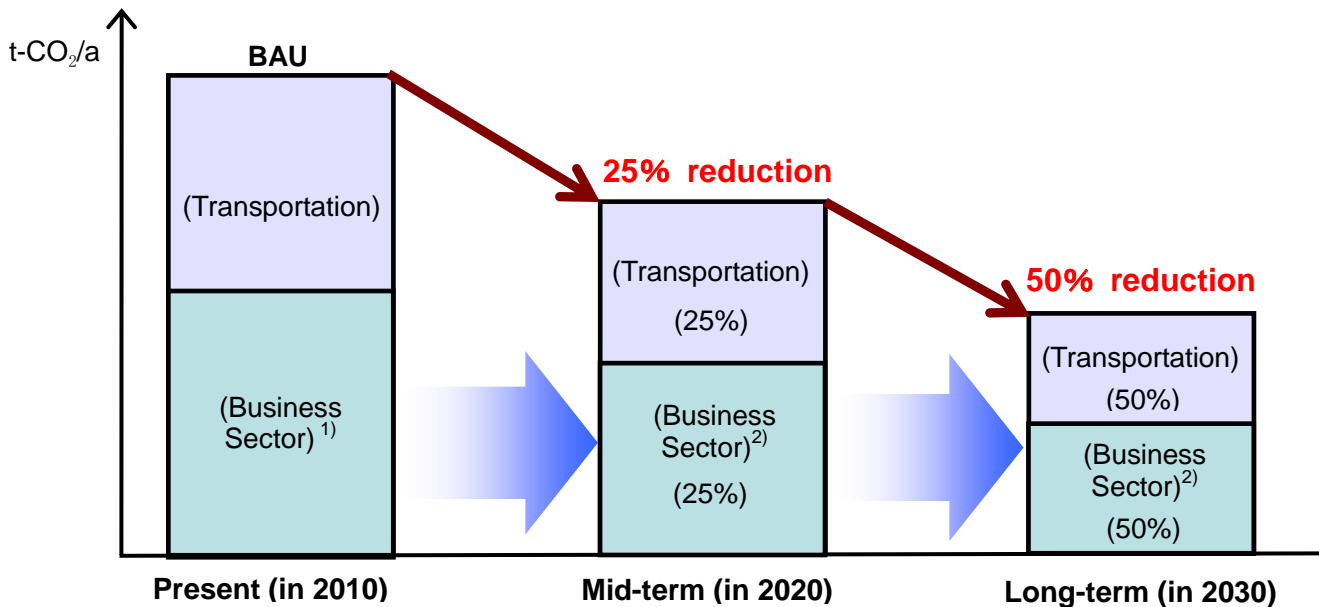 t-CO₂/a
BAU
(Transportation)
(Business
Sector) ¹⁾
25% reduction
(Transportation)
(25%)
(Business
Sector)²⁾
(25%)
50% reduction
(Transportation)
(50%)
(Business
Sector)²⁾
(50%)
Present (in 2010)
Mid-term (in 2020)
Long-term (in 2030)